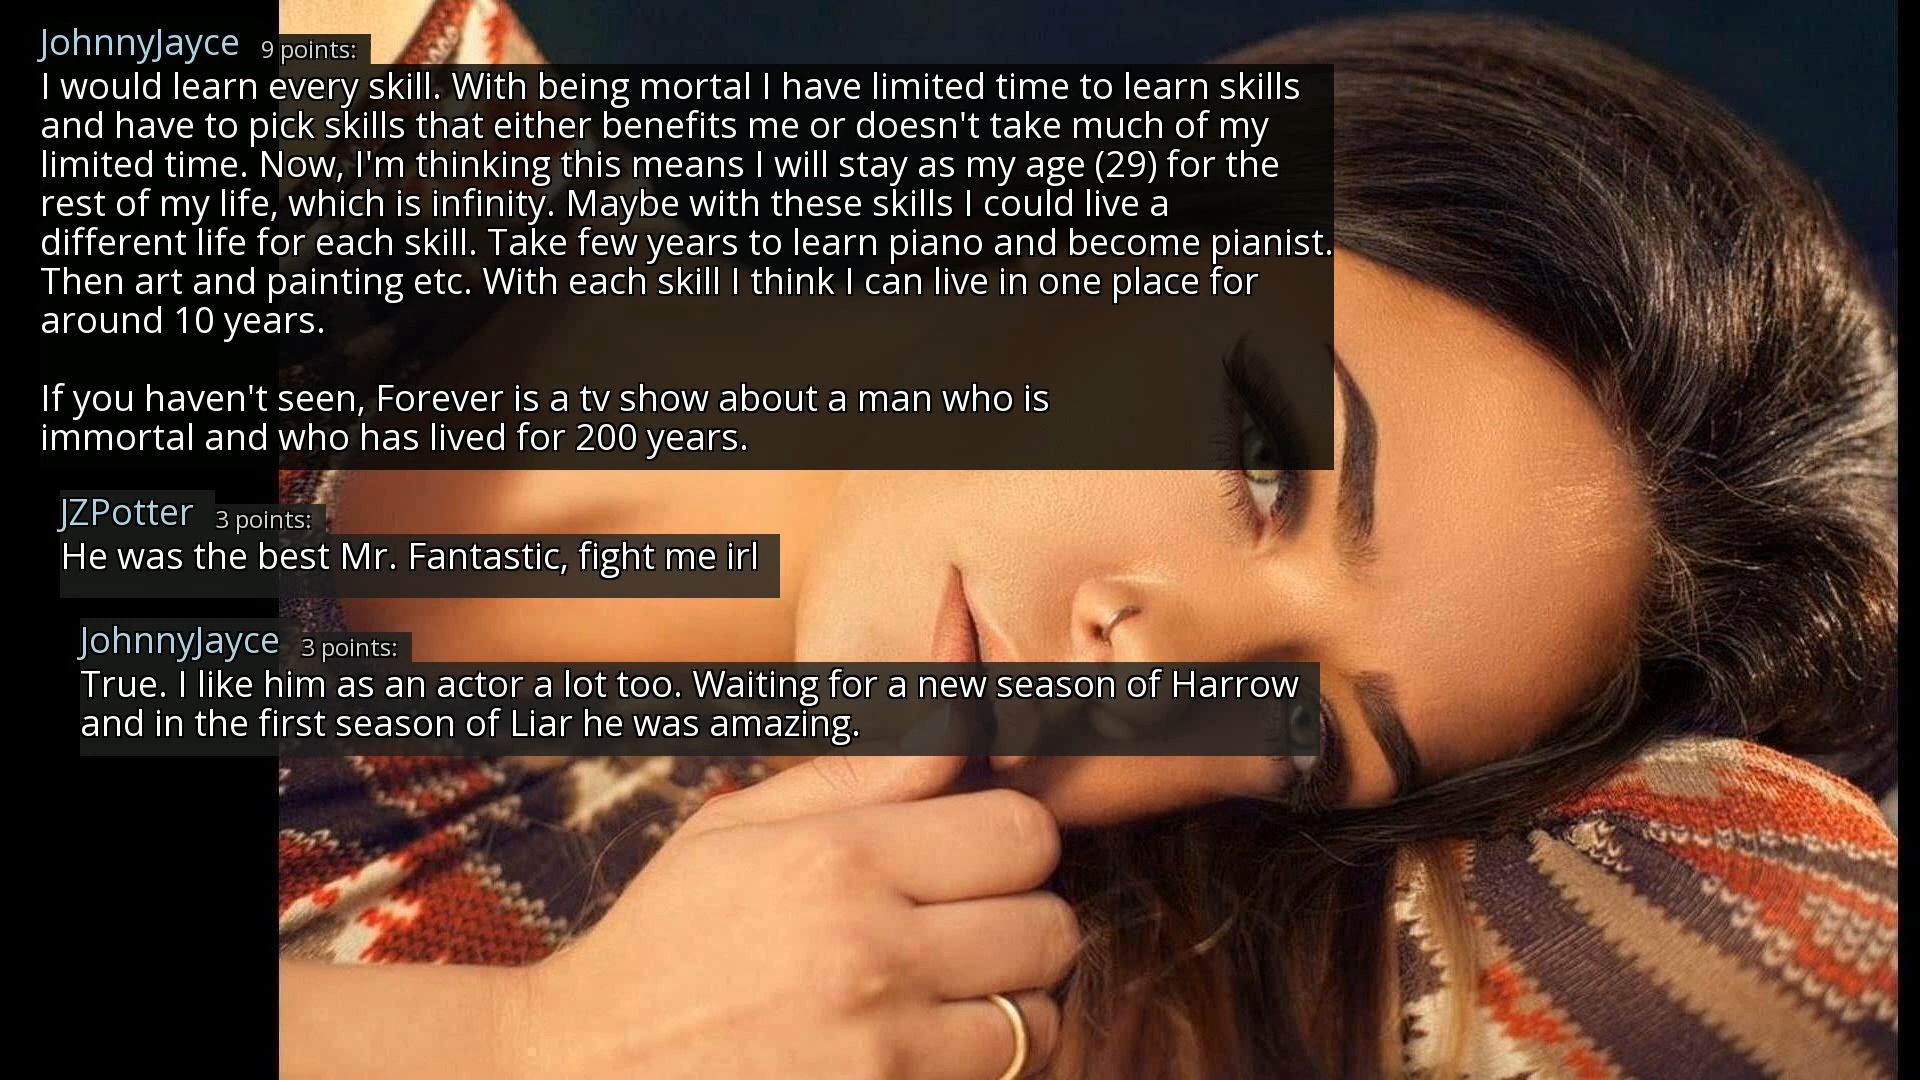 JohnnyJayce 9 points:
I would learn every skill. With being mortal I have limited time to learn skills
and have to pick skills that either benefits me or doesn't take much of my
limited time. Now, I'm thinking this means I will stay as my age (29) for the
rest of my life, which is infinity. Maybe with these skills I could live a
different life for each skill. Take few years to learn piano and become pianist.
Then art and painting etc. With each skill I think I can live in one place for
around 10 years.
If you haven't seen, Forever is a tv show about a man who is
immortal and who has lived for 200 years.
JZPotter 3 points:
He was the best Mr. Fantastic, fight me irl
JohnnyJayce 3 points:
True. I like him as an actor a lot too. Waiting for a new season of Harrow
and in the first season of Liar he was amazing.